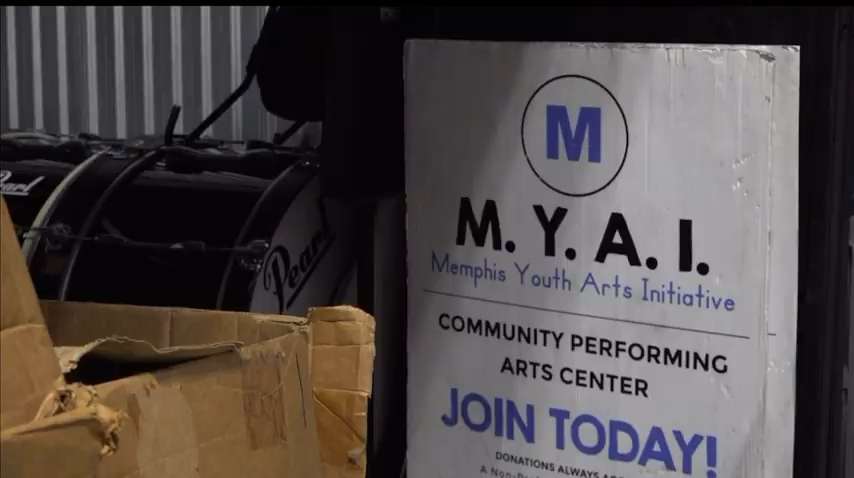 M
M. Y. A. I.
Memphis Youth Arts Initiative
COMMUNITY PERFORMING
ARTS CENTER
JOIN TODAY!
DONATIONS ALWAYS
A
Pearl
Pearl